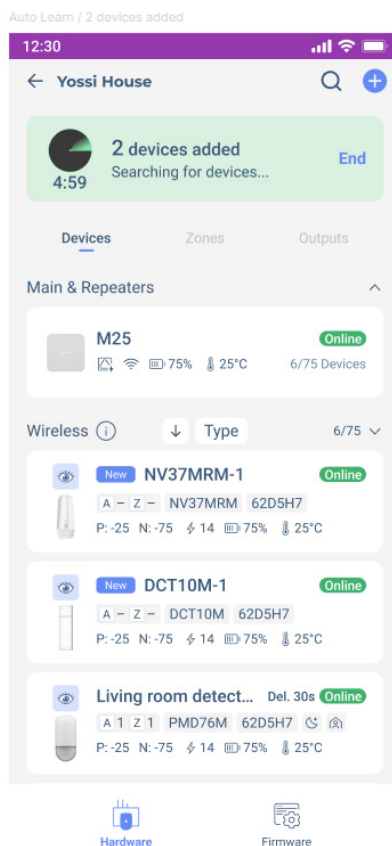 Auto Learn / 2 devices added
12:30
Yossi House
2 devices added
Searching for devices...
End
4:59
Devices Zones Outputs
Main & Repeaters
M25 Online
75% 25°C 6/75 Devices
Wireless Type 6/75
New NV37MRM-1 Online
A – Z – NV37MRM 62D5H7
P: -25 N: -75 14 75% 25°C
New DCT10M-1 Online
A – Z – DCT10M 62D5H7
P: -25 N: -75 14 75% 25°C
Living room detect... Del. 30s Online
A 1 Z 1 PMD76M 62D5H7
P: -25 N: -75 14 75% 25°C
Hardware Firmware